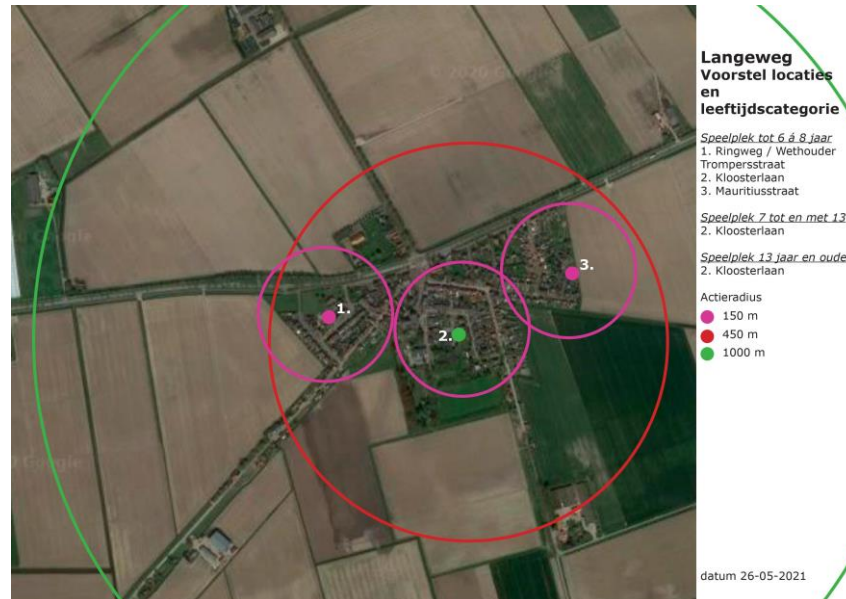 © 2020 Google
Google
1.
2.
3.
Langeweg
Voorstel locaties
en
leeftijdscategorie
Speelplek tot 6 á 8 jaar
1. Ringweg / Wethouder
Trompersstraat
2. Kloosterlaan
3. Mauritiusstraat
Speelplek 7 tot en met 13
2. Kloosterlaan
Speelplek 13 jaar en oude
2. Kloosterlaan
Actieradius
150 m
450 m
1000 m
datum 26-05-2021